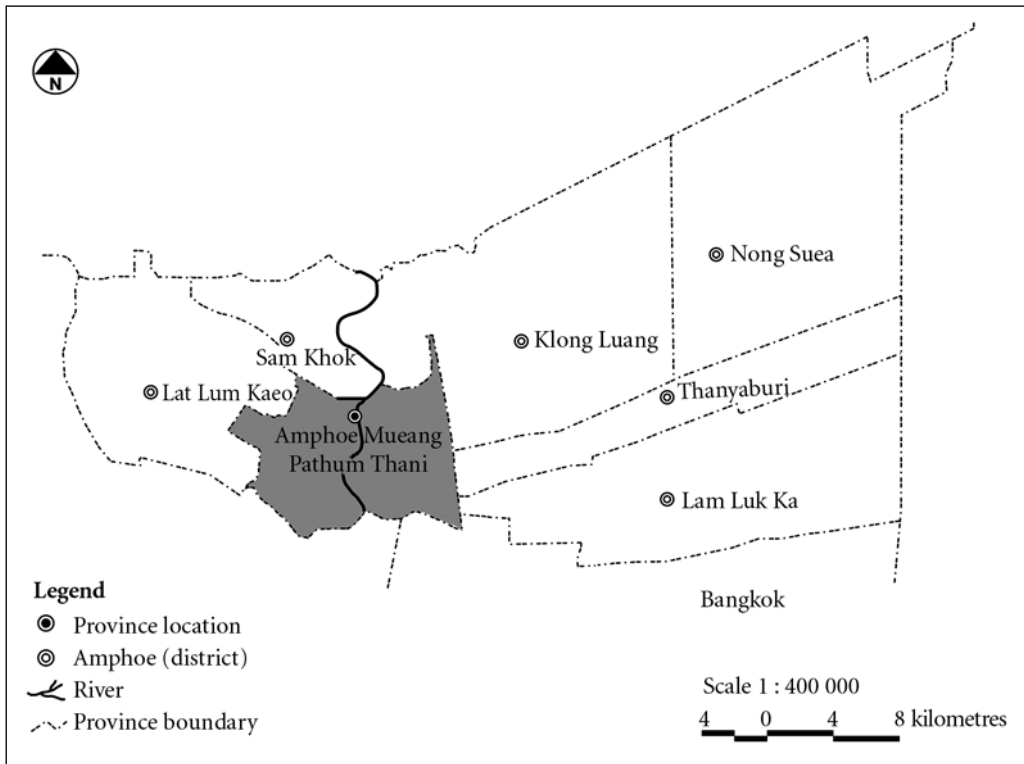 N
Nong Suea
Klong Luang
Sam Khok
Lat Lum Kaeo
Thanyaburi
Amphoe Mueang
Pathum Thani
Lam Luk Ka
Bangkok
Legend
Province location
Amphoe (district)
River
Province boundary
Scale 1 : 400 000
4 0 4 8 kilometres